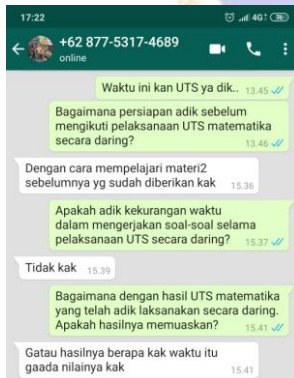 17:22
4G
+62 877-5317-4689
online
Waktu ini kan UTS ya dik.. 13.45
Bagaimana persiapan adik sebelum
mengikuti pelaksanaan UTS matematika
secara daring? 13.46
Dengan cara mempelajari materi2
sebelumnya yg sudah diberikan kak 15.36
Apakah adik kekurangan waktu
dalam mengerjakan soal-soal selama
pelaksanaan UTS secara daring? 15.37
Tidak kak 15.39
Bagaimana dengan hasil UTS matematika
yang telah adik laksanakan secara daring.
Apakah hasilnya memuaskan? 15.41
Gatau hasilnya berapa kak waktu itu
gaada nilainya kak 15.41